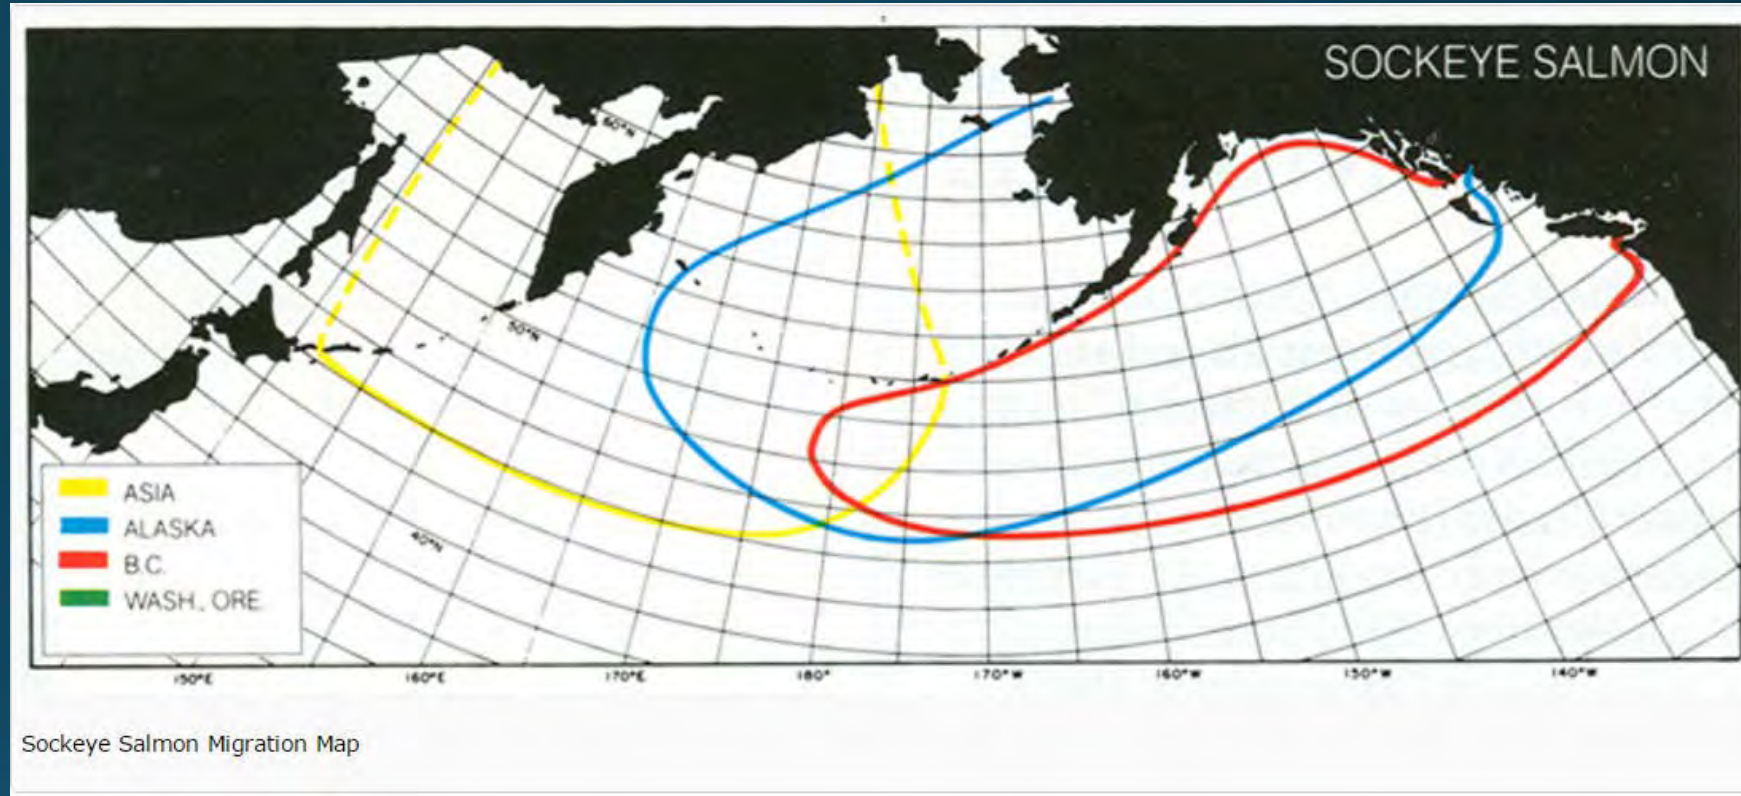 SOCKEYE SALMON
60°N
50°N
40°N
ASIA
ALASKA
B.C.
WASH., ORE.
150°E 160°E 170°E 180° 170°W 160°W 150°W 140°W
Sockeye Salmon Migration Map